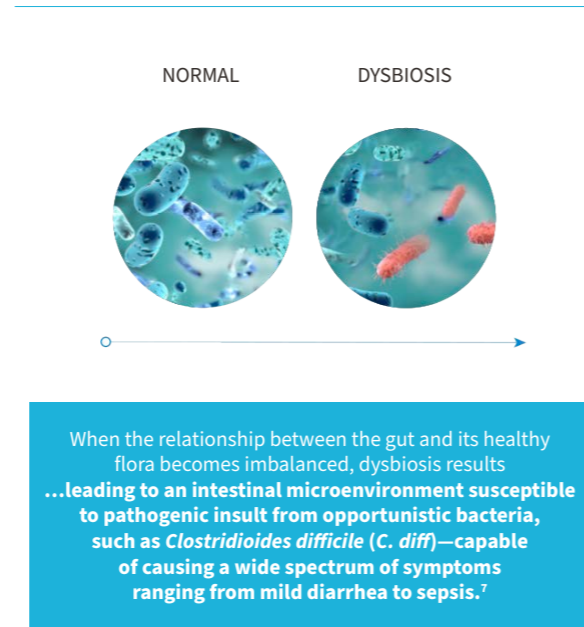 NORMAL
DYSBIOSIS
When the relationship between the gut and its healthy
flora becomes imbalanced, dysbiosis results
...leading to an intestinal microenvironment susceptible
to pathogenic insult from opportunistic bacteria,
such as Clostridioides difficile (C. diff)—capable
of causing a wide spectrum of symptoms
ranging from mild diarrhea to sepsis.⁷